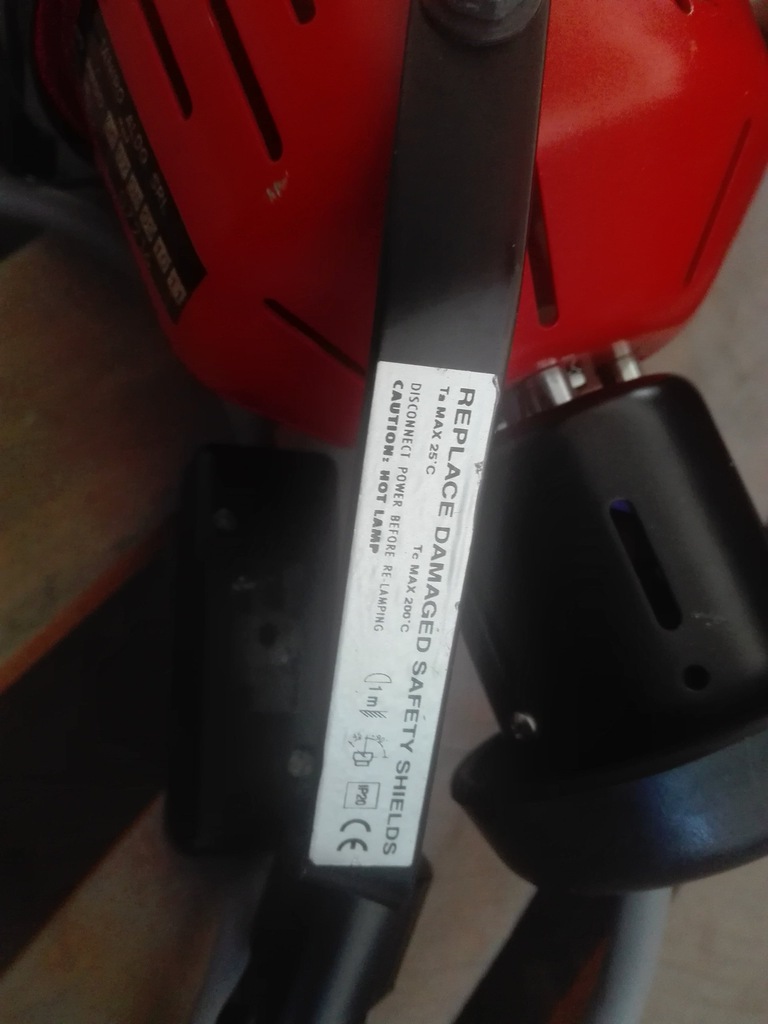 REPLACE DAMAGED SAFETY SHIELDS
Ta MAX 25°C Tc MAX 200°C
DISCONNECT POWER BEFORE RE-LAMPING
CAUTION: HOT LAMP
1m
IP20
CE